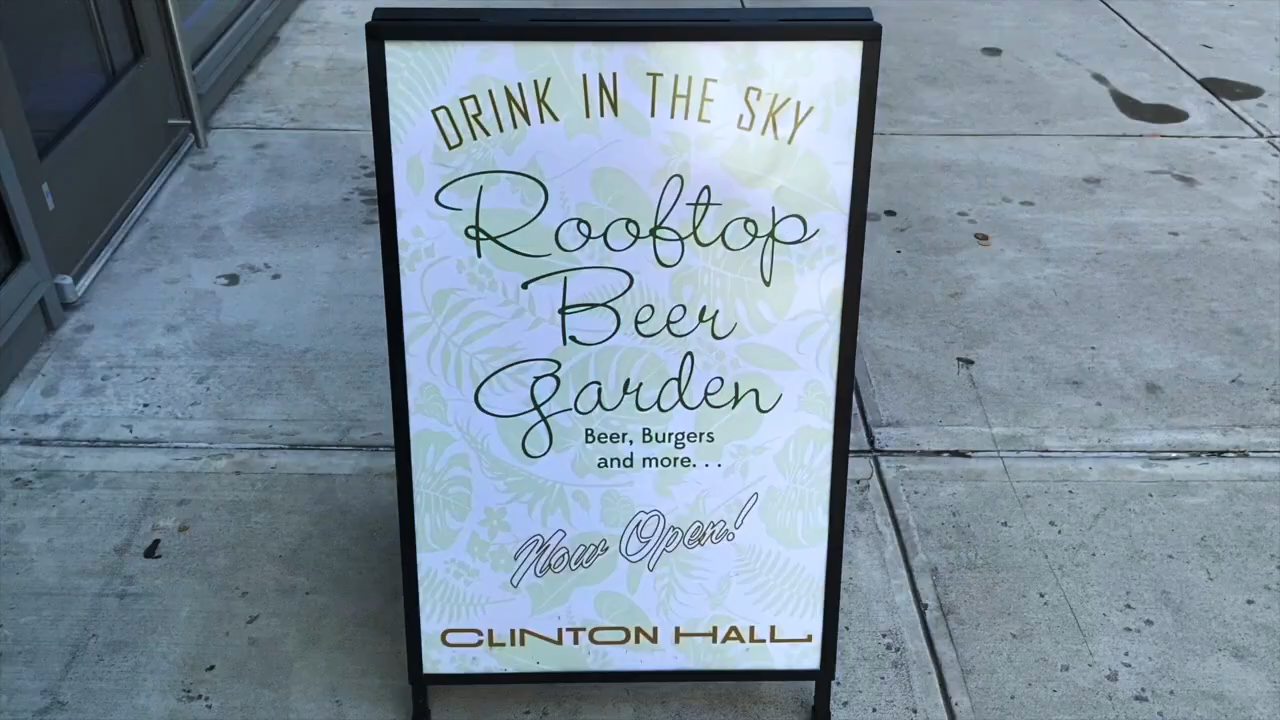 DRINK IN THE SKY
Rooftop
Beer
Garden
Beer, Burgers
and more. . .
Now Open!
CLINTON HALL